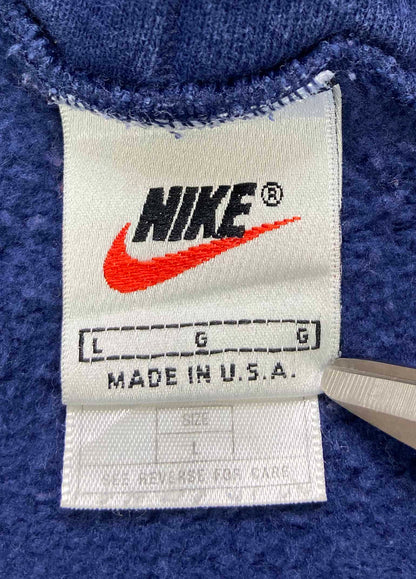 NIKE®
L G G
MADE IN U.S.A.
SIZE
L
SEE REVERSE FOR CARE